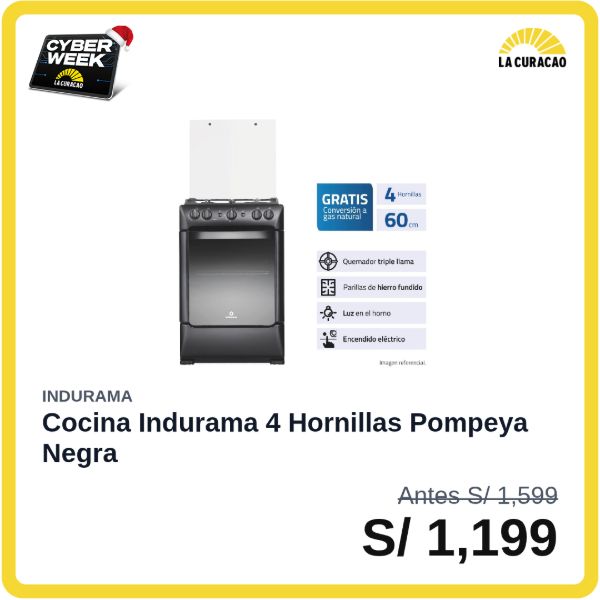 CYBER
WEEK
LA CURACAO
LA CURACAO
GRATIS
Conversión a
gas natural
4 Hornillas
60 cm
Quemador triple llama
Parillas de hierro fundido
Luz en el horno
Encendido eléctrico
Imagen referencial.
INDURAMA
Cocina Indurama 4 Hornillas Pompeya
Negra
Antes S/ 1,599
S/ 1,199